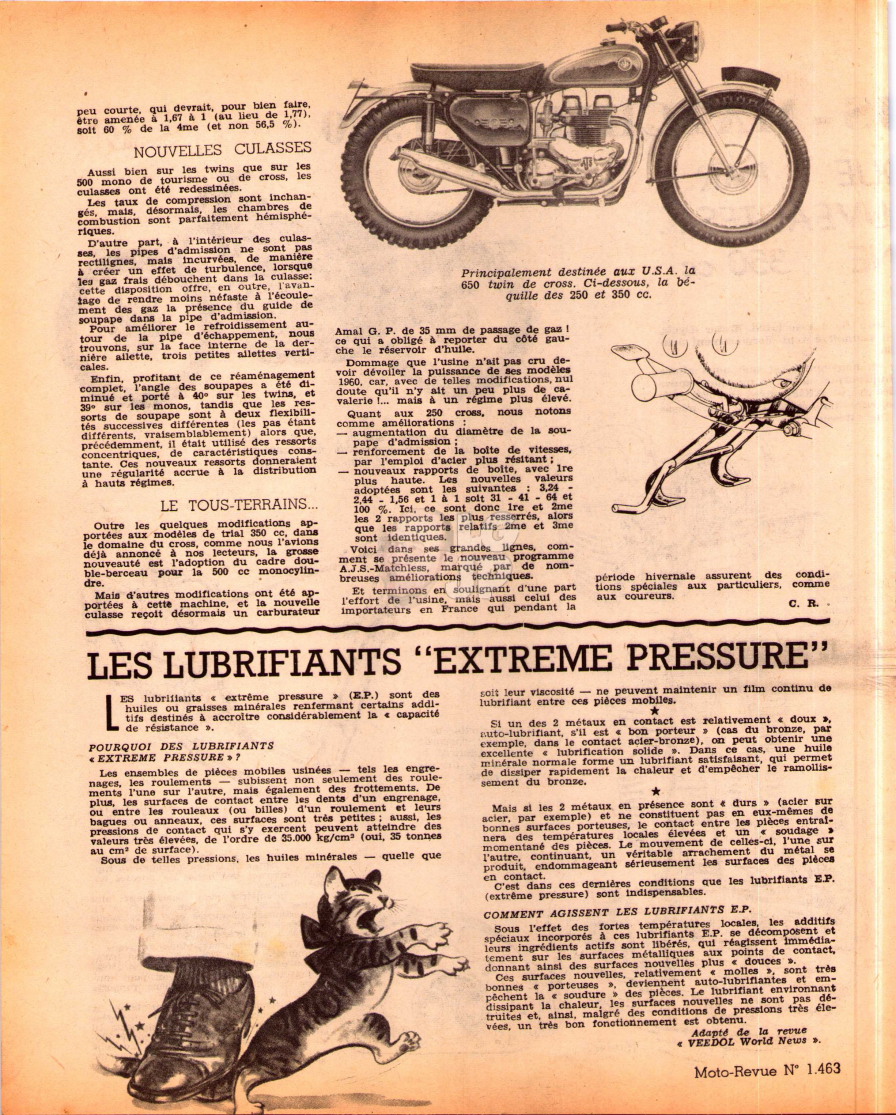 peu courte, qui devrait, pour bien faire,
être amenée à 1,67 à 1 (au lieu de 1,77),
soit 60 % de la 4me (et non 56,5 %).
NOUVELLES CULASSES
Aussi bien sur les twins que sur les
500 mono de tourisme ou de cross, les
culasses ont été redessinées.
Les taux de compression sont inchan-
gés, mais, désormais, les chambres de
combustion sont parfaitement hémisphé-
riques.
D'autre part, à l'intérieur des culas-
ses, les pipes d'admission ne sont pas
rectilignes, mais incurvées, de manière
à créer un effet de turbulence, lorsque
les gaz frais débouchent dans la culasse;
cette disposition offre, en outre, l'avan-
tage de rendre moins néfaste à l'écoule-
ment des gaz la présence du guide de
soupape dans la pipe d'admission.
Pour améliorer le refroidissement au-
tour de la pipe d'échappement, nous
trouvons, sur la face interne de la der-
nière ailette, trois petites ailettes verti-
cales.
Enfin, profitant de ce réaménagement
complet, l'angle des soupapes a été di-
minué et porté à 40° sur les twins, et
39° sur les monos, tandis que les res-
sorts de soupape sont à deux flexibili-
tés successives différentes (les pas étant
différents, vraisemblablement) alors que,
précédemment, il était utilisé des ressorts
concentriques, de caractéristiques cons-
tante. Ces nouveaux ressorts donneraient
une régularité accrue à la distribution
à hauts régimes.
LE TOUS-TERRAINS...
Outre les quelques modifications ap-
portées aux modèles de trial 350 cc, dans
le domaine du cross, comme nous l'avions
déjà annoncé à nos lecteurs, la grosse
nouveauté est l'adoption du cadre dou-
ble-berceau pour la 500 cc monocylin-
dre.
Mais d'autres modifications ont été ap-
portées à cette machine, et la nouvelle
culasse reçoit désormais un carburateur
Principalement destinée aux U.S.A. la
650 twin de cross. Ci-dessous, la bé-
quille des 250 et 350 cc.
Amal G. P. de 35 mm de passage de gaz !
ce qui a obligé à reporter du côté gau-
che le réservoir d'huile.
Dommage que l'usine n'ait pas cru de-
voir dévoiler la puissance de ses modèles
1960, car, avec de telles modifications, nul
doute qu'il n'y ait un peu plus de ca-
valerie !... mais à un régime plus élevé.
Quant aux 250 cross, nous notons
comme améliorations :
— augmentation du diamètre de la sou-
pape d'admission ;
— renforcement de la boîte de vitesses,
par l'emploi d'acier plus résitant ;
— nouveaux rapports de boîte, avec 1re
plus haute. Les nouvelles valeurs
adoptées sont les suivantes : 3,24 -
2,44 - 1,56 et 1 à 1 soit 31 - 41 - 64 et
100 %. Ici, ce sont donc 1re et 2me
les 2 rapports les plus resserrés, alors
que les rapports relatifs 2me et 3me
sont identiques.
Voici dans ses grandes lignes, com-
ment se présente le nouveau programme
A.J.S.-Matchless, marqué par de nom-
breuses améliorations techniques.
Et terminons en soulignant d'une part
l'effort de l'usine, mais aussi celui des
importateurs en France qui pendant la
période hivernale assurent des condi-
tions spéciales aux particuliers, comme
aux coureurs.
C. R.
LES LUBRIFIANTS "EXTREME PRESSURE"
LES lubrifiants « extrême pressure » (E.P.) sont des
huiles ou graisses minérales renfermant certains addi-
tifs destinés à accroître considérablement la « capacité
de résistance ».
POURQUOI DES LUBRIFIANTS
« EXTREME PRESSURE » ?
Les ensembles de pièces mobiles usinées — tels les engre-
nages, les roulements — subissent non seulement des roule-
ments l'une sur l'autre, mais également des frottements. De
plus, les surfaces de contact entre les dents d'un engrenage,
ou entre les rouleaux (ou billes) d'un roulement et leurs
bagues ou anneaux, ces surfaces sont très petites ; aussi, les
pressions de contact qui s'y exercent peuvent atteindre des
valeurs très élevées, de l'ordre de 35.000 kg/cm² (oui, 35 tonnes
au cm² de surface).
Sous de telles pressions, les huiles minérales — quelle que
soit leur viscosité — ne peuvent maintenir un film continu de
lubrifiant entre ces pièces mobiles.
★
Si un des 2 métaux en contact est relativement « doux »,
auto-lubrifiant, s'il est « bon porteur » (cas du bronze, par
exemple, dans le contact acier-bronze), on peut obtenir une
excellente « lubrification solide ». Dans ce cas, une huile
minérale normale forme un lubrifiant satisfaisant, qui permet
de dissiper rapidement la chaleur et d'empêcher le ramollis-
sement du bronze.
★
Mais si les 2 métaux en présence sont « durs » (acier sur
acier, par exemple) et ne constituent pas en eux-mêmes de
bonnes surfaces porteuses, le contact entre les pièces entraî-
nera des températures locales élevées et un « soudage »
momentané des pièces. Le mouvement de celles-ci, l'une sur
l'autre, continuant, un véritable arrachement du métal se
produit, endommageant sérieusement les surfaces des pièces
en contact.
C'est dans ces dernières conditions que les lubrifiants E.P.
(extrême pressure) sont indispensables.
COMMENT AGISSENT LES LUBRIFIANTS E.P.
Sous l'effet des fortes températures locales, les additifs
spéciaux incorporés à ces lubrifiants E.P. se décomposent et
leurs ingrédients actifs sont libérés, qui réagissent immédia-
tement sur les surfaces métalliques aux points de contact,
donnant ainsi des surfaces nouvelles plus « douces ».
Ces surfaces nouvelles, relativement « molles », sont très
bonnes « porteuses », deviennent auto-lubrifiantes et em-
pêchent la « soudure » des pièces. Le lubrifiant environnant
dissipant la chaleur, les surfaces nouvelles ne sont pas dé-
truites et, ainsi, malgré des conditions de pressions très éle-
vées, un très bon fonctionnement est obtenu.
Adapté de la revue
« VEEDOL World News ».
Moto-Revue N° 1.463